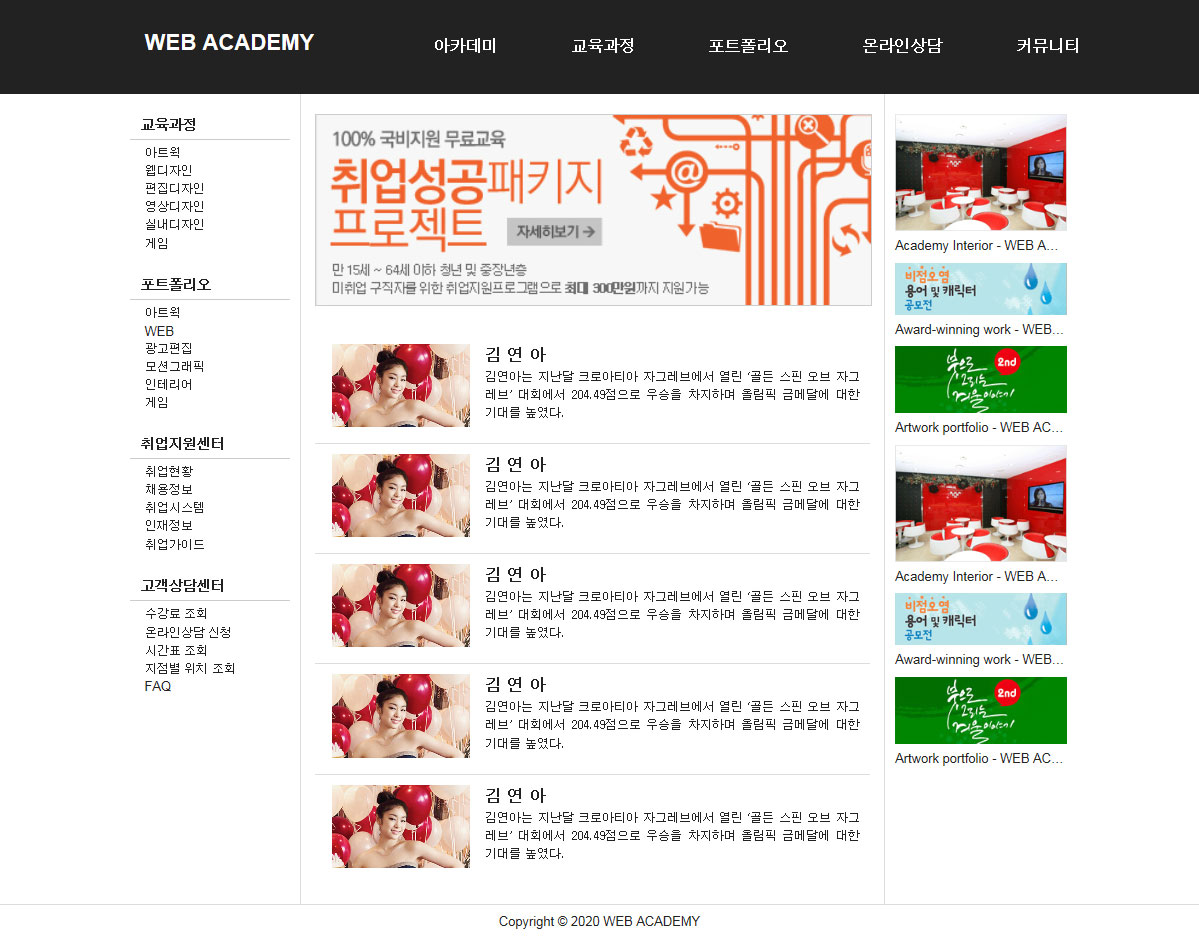 WEB ACADEMY
아카데미
교육과정
포트폴리오
온라인상담
커뮤니티
교육과정
아트웍
웹디자인
편집디자인
영상디자인
실내디자인
게임
포트폴리오
아트웍
WEB
광고편집
모션그래픽
인테리어
게임
취업지원센터
취업현황
채용정보
취업시스템
인재정보
취업가이드
고객상담센터
수강료 조회
온라인상담 신청
시간표 조회
지점별 위치 조회
FAQ
100% 국비지원 무료교육
취업성공패키지
프로젝트
자세히보기
만 15세 ~ 64세 이하 청년 및 중장년층
미취업 구직자를 위한 취업지원프로그램으로 최대 300만원까지 지원가능
김 연 아
김연아는 지난달 크로아티아 자그레브에서 열린 ‘골든 스핀 오브 자그
레브’ 대회에서 204.49점으로 우승을 차지하며 올림픽 금메달에 대한
기대를 높였다.
김 연 아
김연아는 지난달 크로아티아 자그레브에서 열린 ‘골든 스핀 오브 자그
레브’ 대회에서 204.49점으로 우승을 차지하며 올림픽 금메달에 대한
기대를 높였다.
김 연 아
김연아는 지난달 크로아티아 자그레브에서 열린 ‘골든 스핀 오브 자그
레브’ 대회에서 204.49점으로 우승을 차지하며 올림픽 금메달에 대한
기대를 높였다.
김 연 아
김연아는 지난달 크로아티아 자그레브에서 열린 ‘골든 스핀 오브 자그
레브’ 대회에서 204.49점으로 우승을 차지하며 올림픽 금메달에 대한
기대를 높였다.
김 연 아
김연아는 지난달 크로아티아 자그레브에서 열린 ‘골든 스핀 오브 자그
레브’ 대회에서 204.49점으로 우승을 차지하며 올림픽 금메달에 대한
기대를 높였다.
Academy Interior - WEB A...
비점오염
용어 및 캐릭터
공모전
Award-winning work - WEB...
붓으로 2nd
그리는
겨울이야기
Artwork portfolio - WEB AC...
Academy Interior - WEB A...
비점오염
용어 및 캐릭터
공모전
Award-winning work - WEB...
붓으로 2nd
그리는
겨울이야기
Artwork portfolio - WEB AC...
Copyright © 2020 WEB ACADEMY